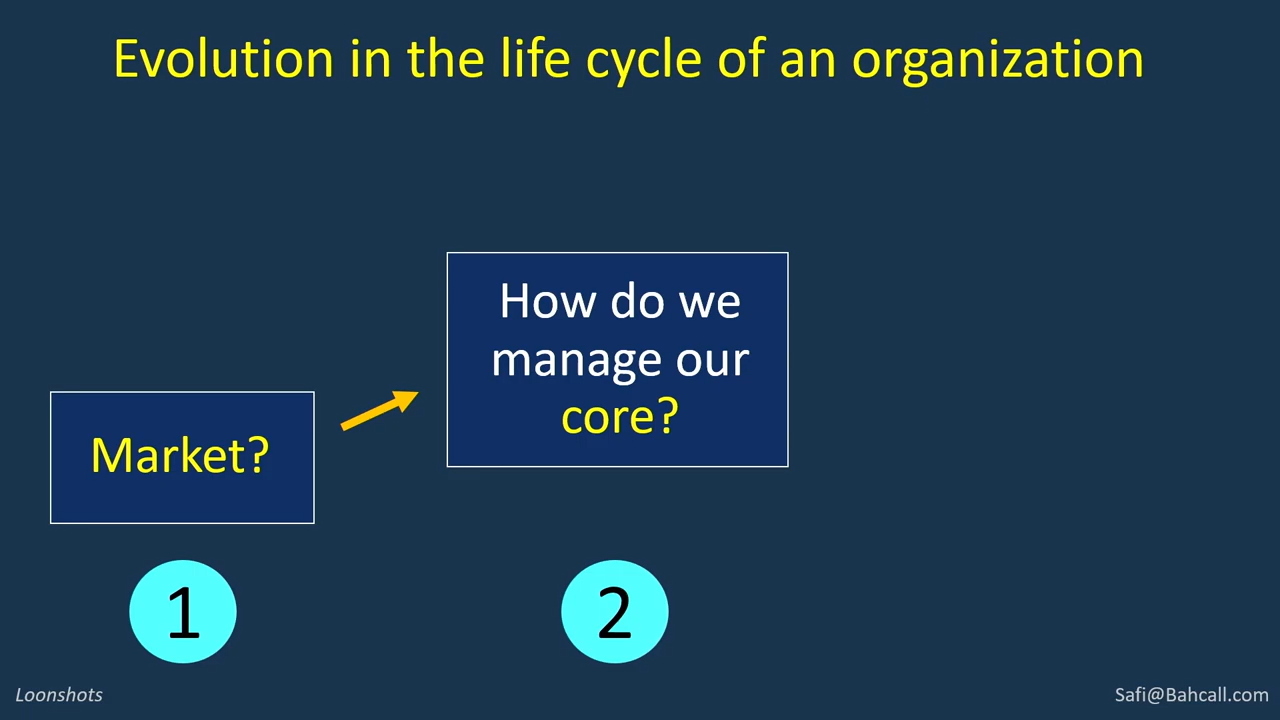 Evolution in the life cycle of an organization
Market?
How do we
manage our
core?
1
2
Loonshots
Safi@Bahcall.com